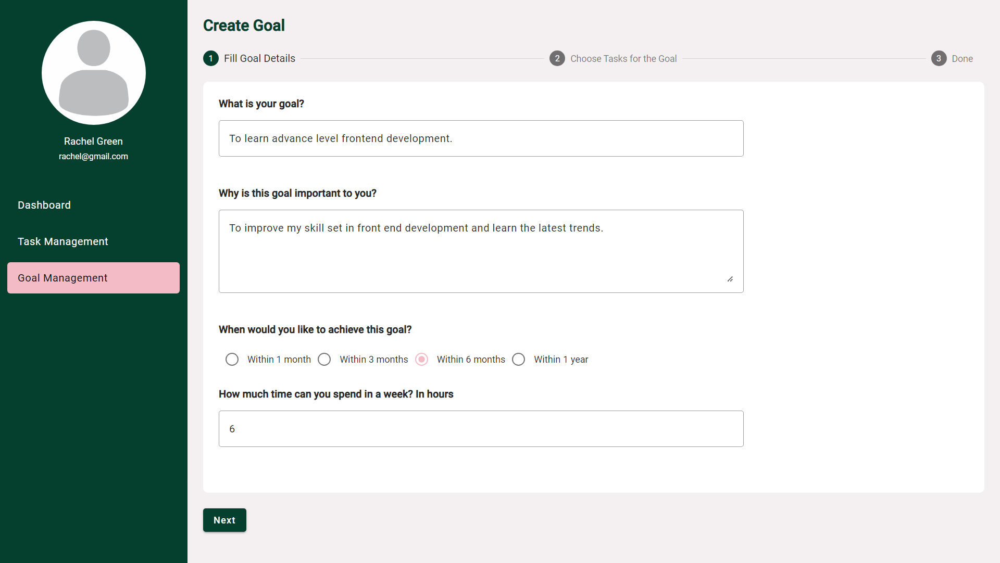 Rachel Green
rachel@gmail.com
Dashboard
Task Management
Goal Management
Create Goal
1 Fill Goal Details 2 Choose Tasks for the Goal 3 Done
What is your goal?
To learn advance level frontend development.
Why is this goal important to you?
To improve my skill set in front end development and learn the latest trends.
When would you like to achieve this goal?
Within 1 month Within 3 months Within 6 months Within 1 year
How much time can you spend in a week? In hours
6
Next